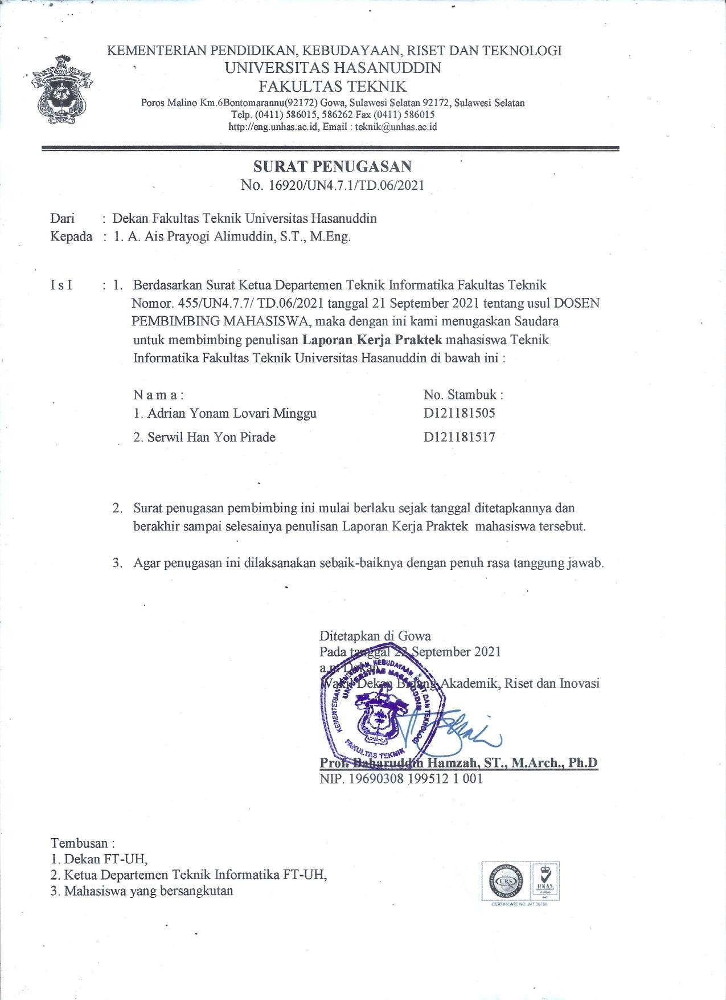 KEMENTERIAN PENDIDIKAN, KEBUDAYAAN, RISET DAN TEKNOLOGI
UNIVERSITAS HASANUDDIN
FAKULTAS TEKNIK
Poros Malino Km.6Bontomarannu(92172) Gowa, Sulawesi Selatan 92172, Sulawesi Selatan
Telp. (0411) 586015, 586262 Fax (0411) 586015
http://eng.unhas.ac.id, Email : teknik@unhas.ac.id
SURAT PENUGASAN
No. 16920/UN4.7.1/TD.06/2021
Dari : Dekan Fakultas Teknik Universitas Hasanuddin
Kepada : 1. A. Ais Prayogi Alimuddin, S.T., M.Eng.
I s I : 1. Berdasarkan Surat Ketua Departemen Teknik Informatika Fakultas Teknik
Nomor. 455/UN4.7.7/ TD.06/2021 tanggal 21 September 2021 tentang usul DOSEN
PEMBIMBING MAHASISWA, maka dengan ini kami menugaskan Saudara
untuk membimbing penulisan Laporan Kerja Praktek mahasiswa Teknik
Informatika Fakultas Teknik Universitas Hasanuddin di bawah ini :
N a m a : No. Stambuk :
1. Adrian Yonam Lovari Minggu D121181505
2. Serwil Han Yon Pirade D121181517
2. Surat penugasan pembimbing ini mulai berlaku sejak tanggal ditetapkannya dan
berakhir sampai selesainya penulisan Laporan Kerja Praktek mahasiswa tersebut.
3. Agar penugasan ini dilaksanakan sebaik-baiknya dengan penuh rasa tanggung jawab.
Ditetapkan di Gowa
Pada tanggal 22 September 2021
a.n. Dekan
Wakil Dekan Bidang Akademik, Riset dan Inovasi
KEMENTERIAN PENDIDIKAN, KEBUDAYAAN, RISET, DAN TEKNOLOGI
UNIVERSITAS HASANUDDIN
FAKULTAS TEKNIK
Prof. Baharuddin Hamzah, ST., M.Arch., Ph.D
NIP. 19690308 199512 1 001
Tembusan :
1. Dekan FT-UH,
2. Ketua Departemen Teknik Informatika FT-UH,
3. Mahasiswa yang bersangkutan
URS
ISO 9001
UKAS